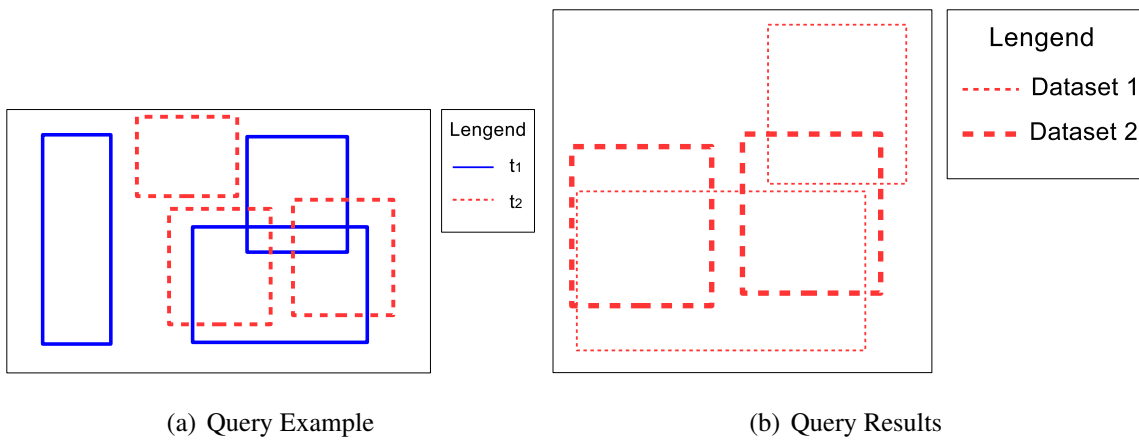 Lengend
t1
t2
(a) Query Example
Lengend
Dataset 1
Dataset 2
(b) Query Results